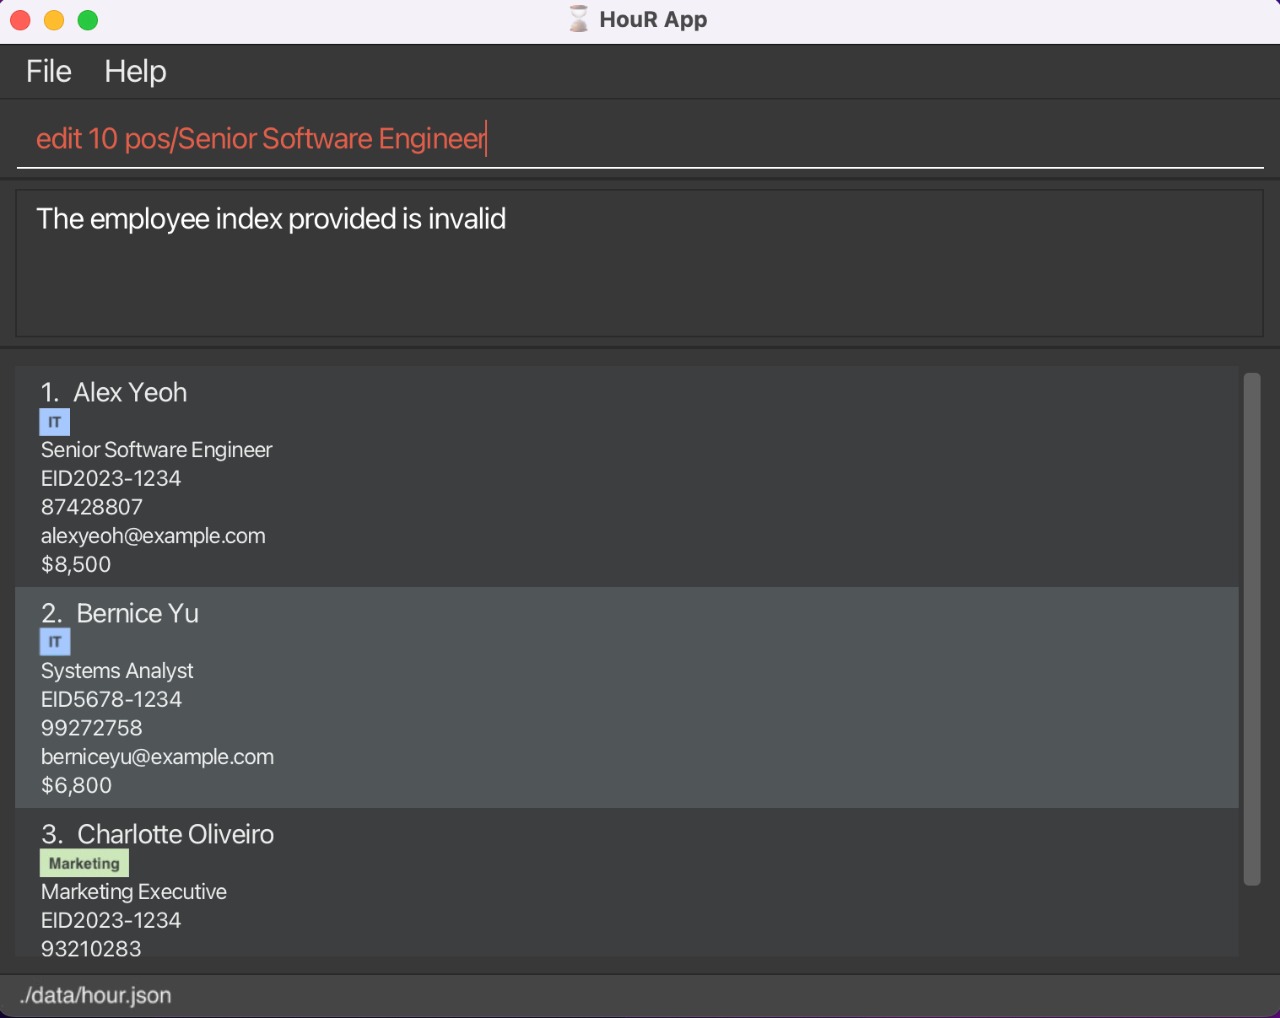 ⌛ HouR App
File Help
edit 10 pos/Senior Software Engineer
The employee index provided is invalid
1. Alex Yeoh
IT
Senior Software Engineer
EID2023-1234
87428807
alexyeoh@example.com
$8,500
2. Bernice Yu
IT
Systems Analyst
EID5678-1234
99272758
berniceyu@example.com
$6,800
3. Charlotte Oliveiro
Marketing
Marketing Executive
EID2023-1234
93210283
./data/hour.json